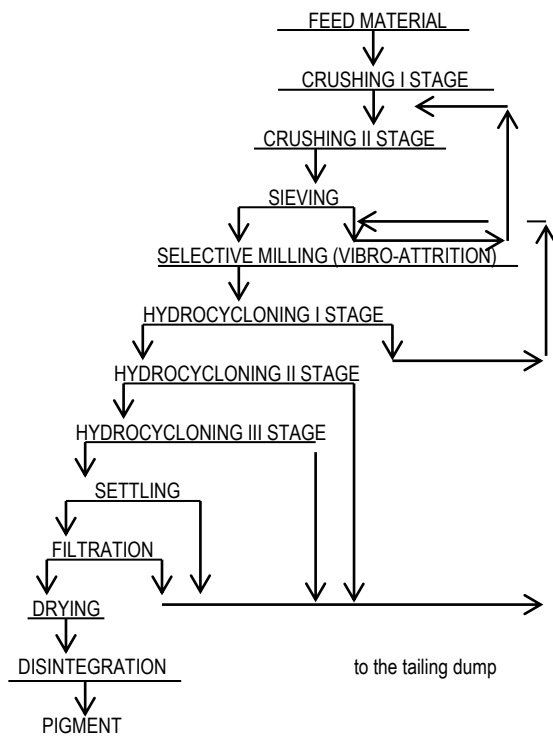 FEED MATERIAL
CRUSHING I STAGE
CRUSHING II STAGE
SIEVING
SELECTIVE MILLING (VIBRO-ATTRITION)
HYDROCYCLONING I STAGE
HYDROCYCLONING II STAGE
HYDROCYCLONING III STAGE
SETTLING
FILTRATION
DRYING
DISINTEGRATION
to the tailing dump
PIGMENT